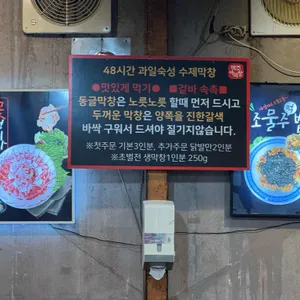 48시간 과일숙성 수제막창
●맛있게 먹기● ■겉바 속촉■
동글막창은 노릇노릇 할때 먼저 드시고
두꺼운 막창은 양쪽을 진한갈색
바싹 구워서 드셔야 질기지않습니다.
※첫주문 기본3인분, 추가주문 닭발만2인분
※초벌전 생막창1인분 250g
조물주